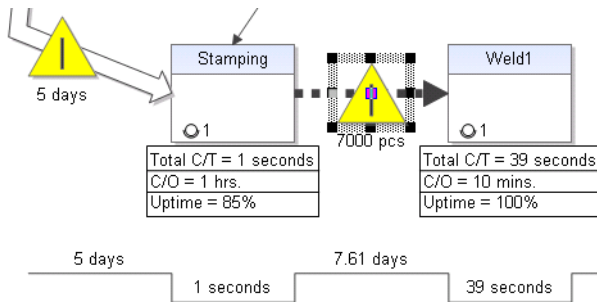 Stamping
Weld1
5 days
1
7000 pcs
1
Total C/T = 1 seconds
C/O = 1 hrs.
Uptime = 85%
Total C/T = 39 seconds
C/O = 10 mins.
Uptime = 100%
5 days
7.61 days
1 seconds
39 seconds